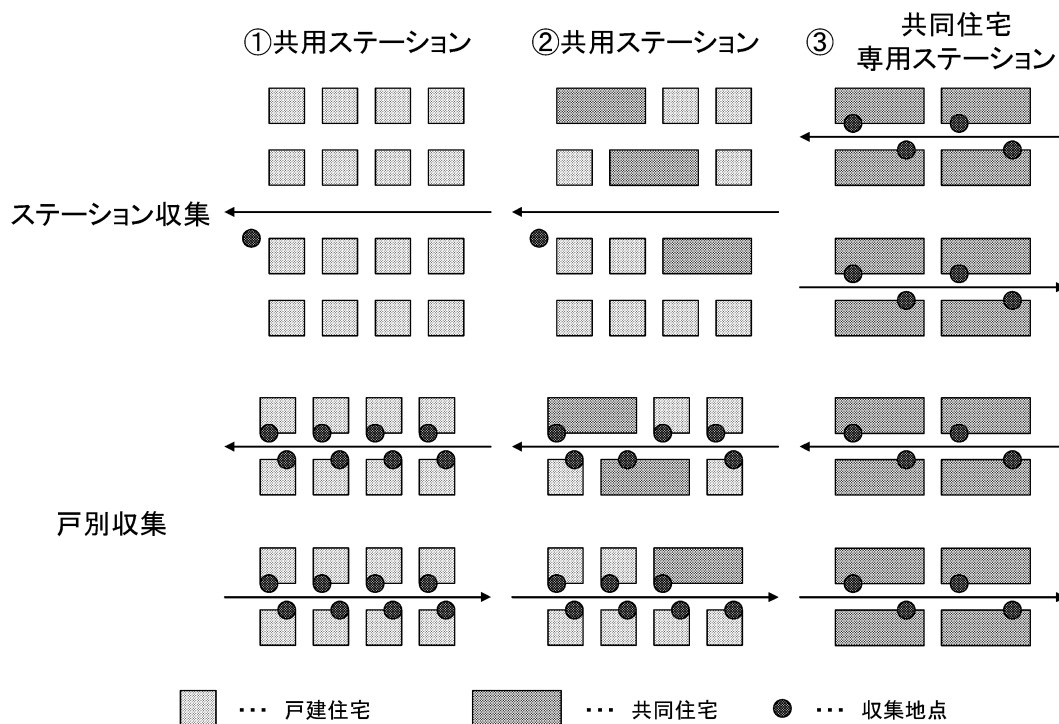 ①共用ステーション
②共用ステーション
③ 共同住宅
専用ステーション
ステーション収集
戸別収集
… 戸建住宅
… 共同住宅
… 収集地点